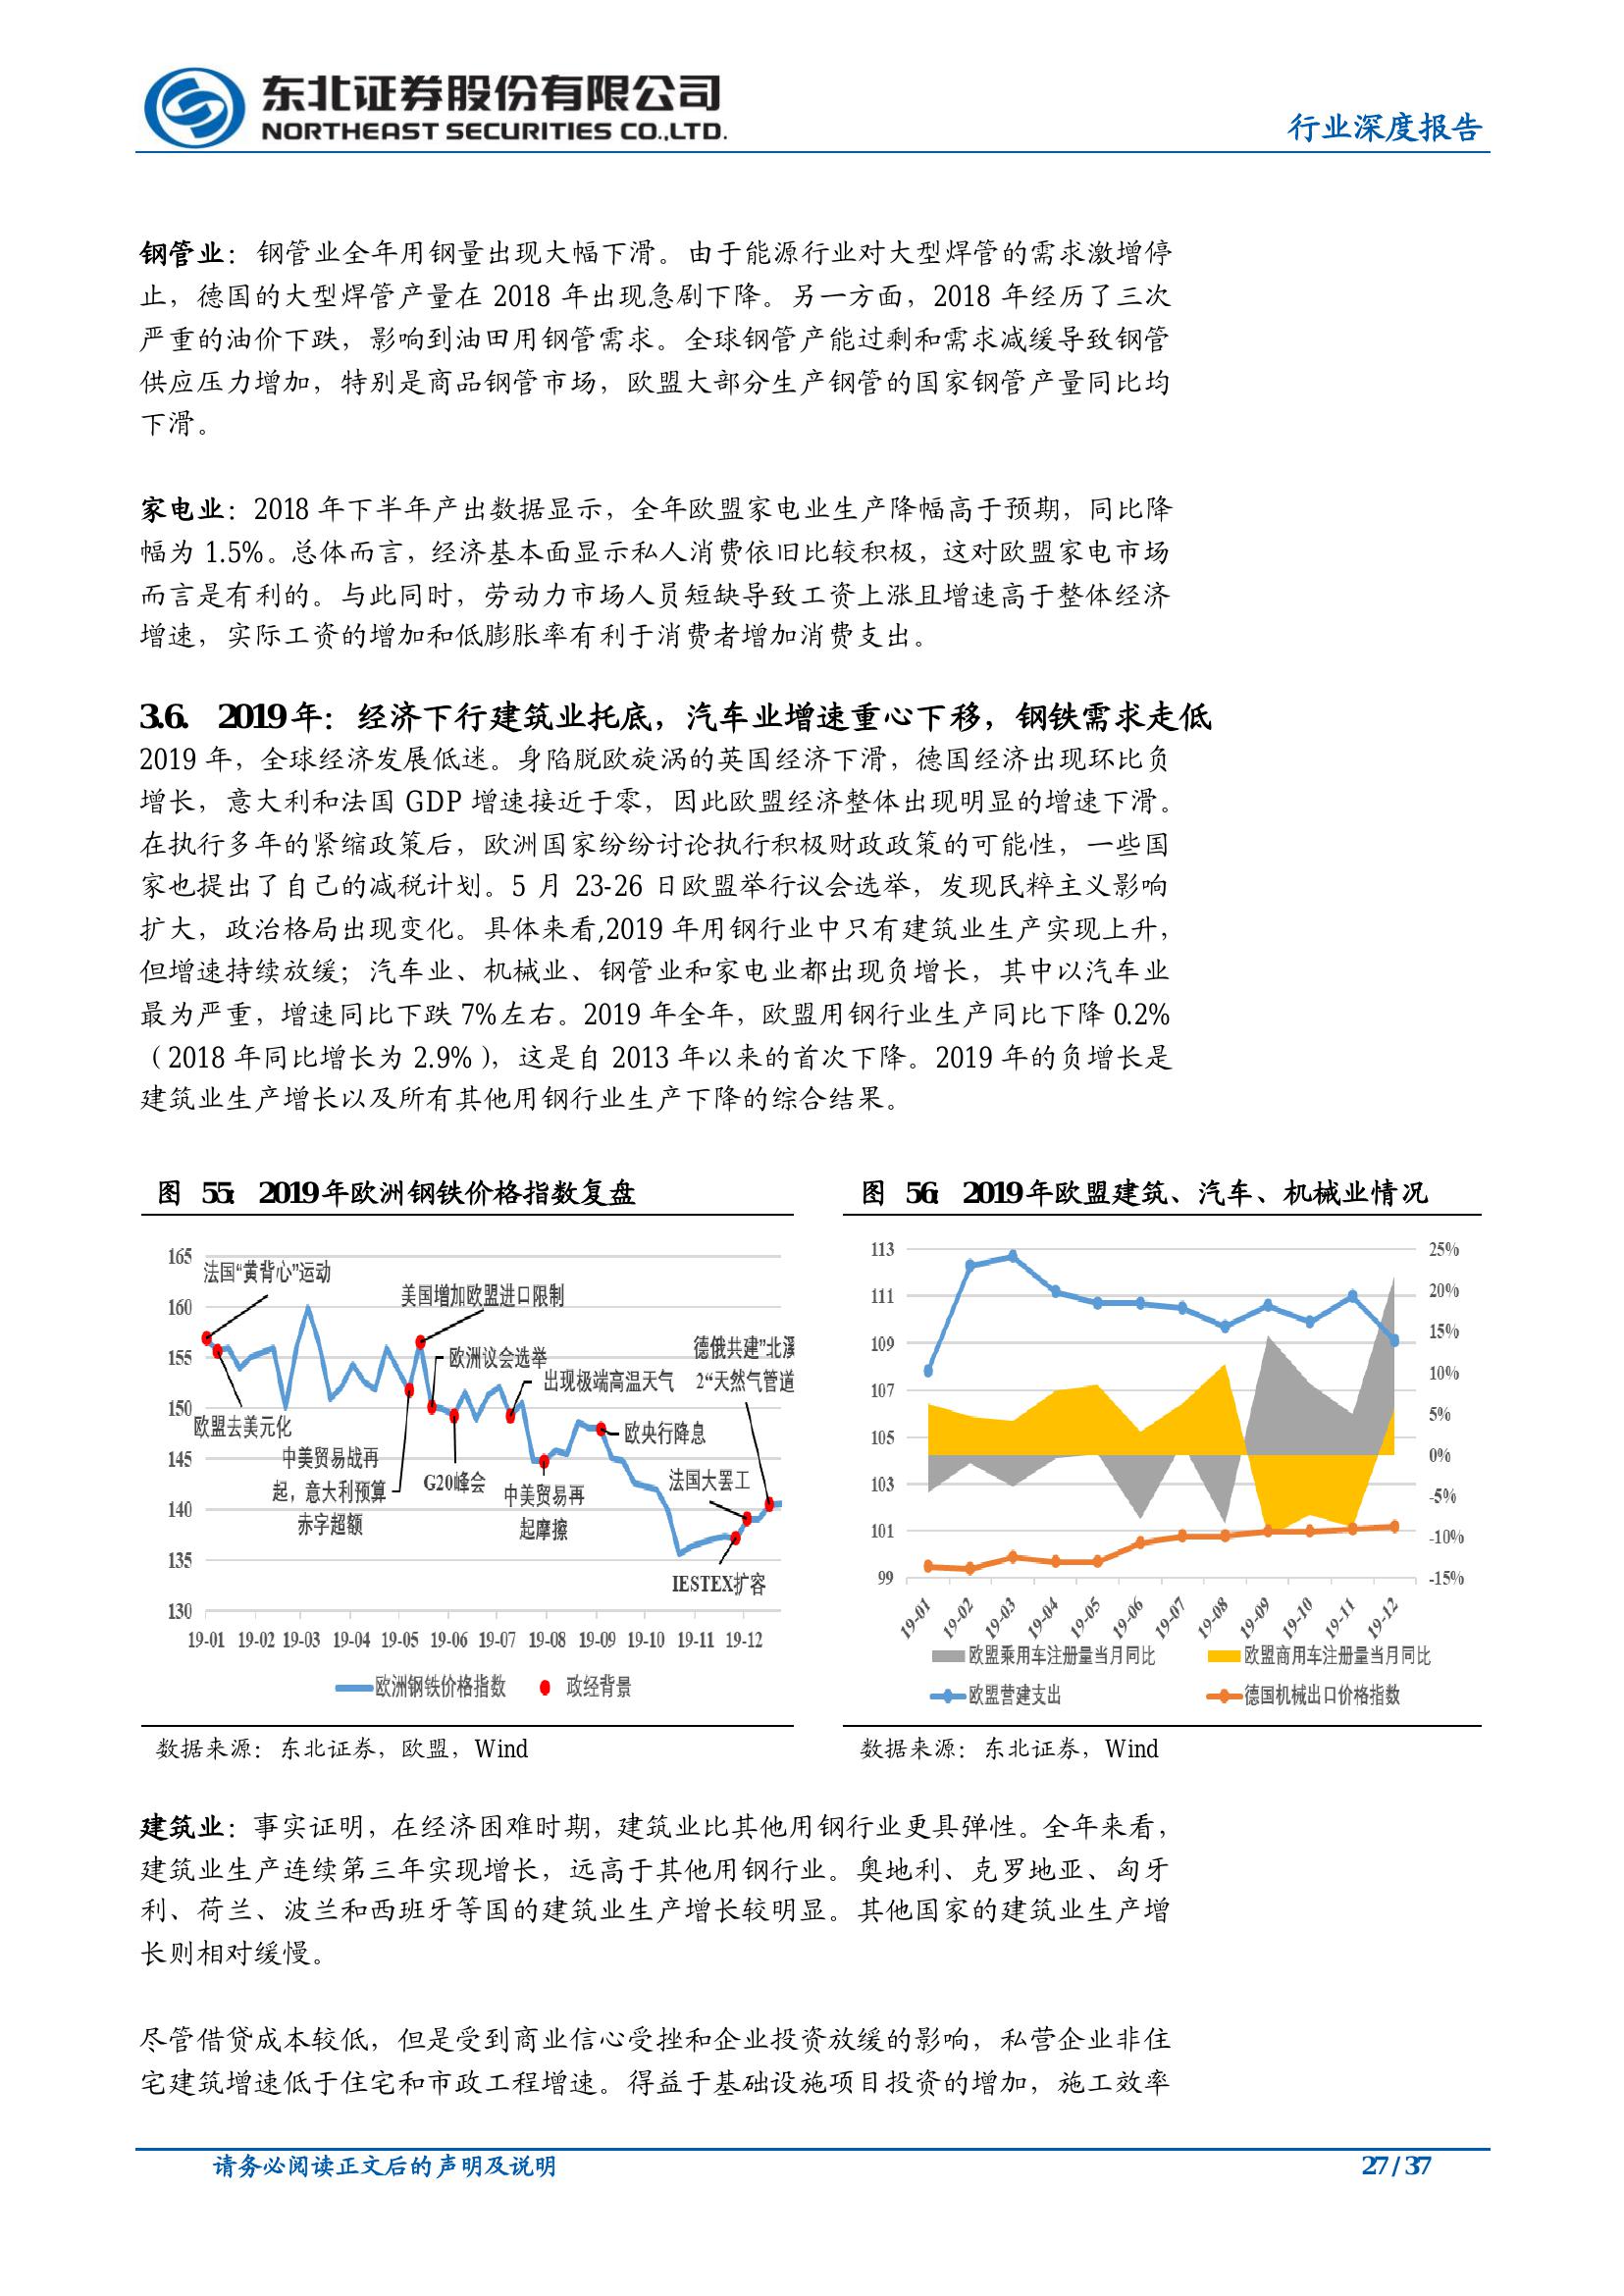 东北证券股份有限公司
NORTHEAST SECURITIES CO.,LTD.
行业深度报告
钢管业：钢管业全年用钢量出现大幅下滑。由于能源行业对大型焊管的需求激增停
止，德国的大型焊管产量在 2018 年出现急剧下降。另一方面，2018 年经历了三次
严重的油价下跌，影响到油田用钢管需求。全球钢管产能过剩和需求减缓导致钢管
供应压力增加，特别是商品钢管市场，欧盟大部分生产钢管的国家钢管产量同比均
下滑。
家电业：2018 年下半年产出数据显示，全年欧盟家电业生产降幅高于预期，同比降
幅为 1.5%。总体而言，经济基本面显示私人消费依旧比较积极，这对欧盟家电市场
而言是有利的。与此同时，劳动力市场人员短缺导致工资上涨且增速高于整体经济
增速，实际工资的增加和低膨胀率有利于消费者增加消费支出。
3.6. 2019年：经济下行建筑业托底，汽车业增速重心下移，钢铁需求走低
2019 年，全球经济发展低迷。身陷脱欧旋涡的英国经济下滑，德国经济出现环比负
增长，意大利和法国 GDP 增速接近于零，因此欧盟经济整体出现明显的增速下滑。
在执行多年的紧缩政策后，欧洲国家纷纷讨论执行积极财政政策的可能性，一些国
家也提出了自己的减税计划。5 月 23-26 日欧盟举行议会选举，发现民粹主义影响
扩大，政治格局出现变化。具体来看,2019 年用钢行业中只有建筑业生产实现上升，
但增速持续放缓；汽车业、机械业、钢管业和家电业都出现负增长，其中以汽车业
最为严重，增速同比下跌 7%左右。2019 年全年，欧盟用钢行业生产同比下降 0.2%
（2018 年同比增长为 2.9%），这是自 2013 年以来的首次下降。2019 年的负增长是
建筑业生产增长以及所有其他用钢行业生产下降的综合结果。
图 55： 2019年欧洲钢铁价格指数复盘
165
160
155
150
145
140
135
130
法国“黄背心”运动
美国增加欧盟进口限制
德俄共建”北溪
2“天然气管道
欧洲议会选举
出现极端高温天气
欧盟去美元化
欧央行降息
中美贸易战再
起，意大利预算
赤字超额
G20峰会
中美贸易再
起摩擦
法国大罢工
IESTEX扩容
19-01 19-02 19-03 19-04 19-05 19-06 19-07 19-08 19-09 19-10 19-11 19-12
欧洲钢铁价格指数 政经背景
数据来源：东北证券，欧盟，Wind
图 56： 2019年欧盟建筑、汽车、机械业情况
113
111
109
107
105
103
101
99
25%
20%
15%
10%
5%
0%
-5%
-10%
-15%
19-01 19-02 19-03 19-04 19-05 19-06 19-07 19-08 19-09 19-10 19-11 19-12
欧盟乘用车注册量当月同比 欧盟商用车注册量当月同比
欧盟营建支出 德国机械出口价格指数
数据来源：东北证券，Wind
建筑业：事实证明，在经济困难时期，建筑业比其他用钢行业更具弹性。全年来看，
建筑业生产连续第三年实现增长，远高于其他用钢行业。奥地利、克罗地亚、匈牙
利、荷兰、波兰和西班牙等国的建筑业生产增长较明显。其他国家的建筑业生产增
长则相对缓慢。
尽管借贷成本较低，但是受到商业信心受挫和企业投资放缓的影响，私营企业非住
宅建筑增速低于住宅和市政工程增速。得益于基础设施项目投资的增加，施工效率
请务必阅读正文后的声明及说明
27 / 37